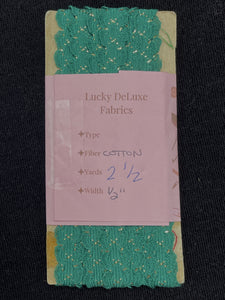 Lucky DeLuxe
Fabrics
✦Type
✦Fiber COTTON
✦Yards 2 1/2
✦Width 1/2"